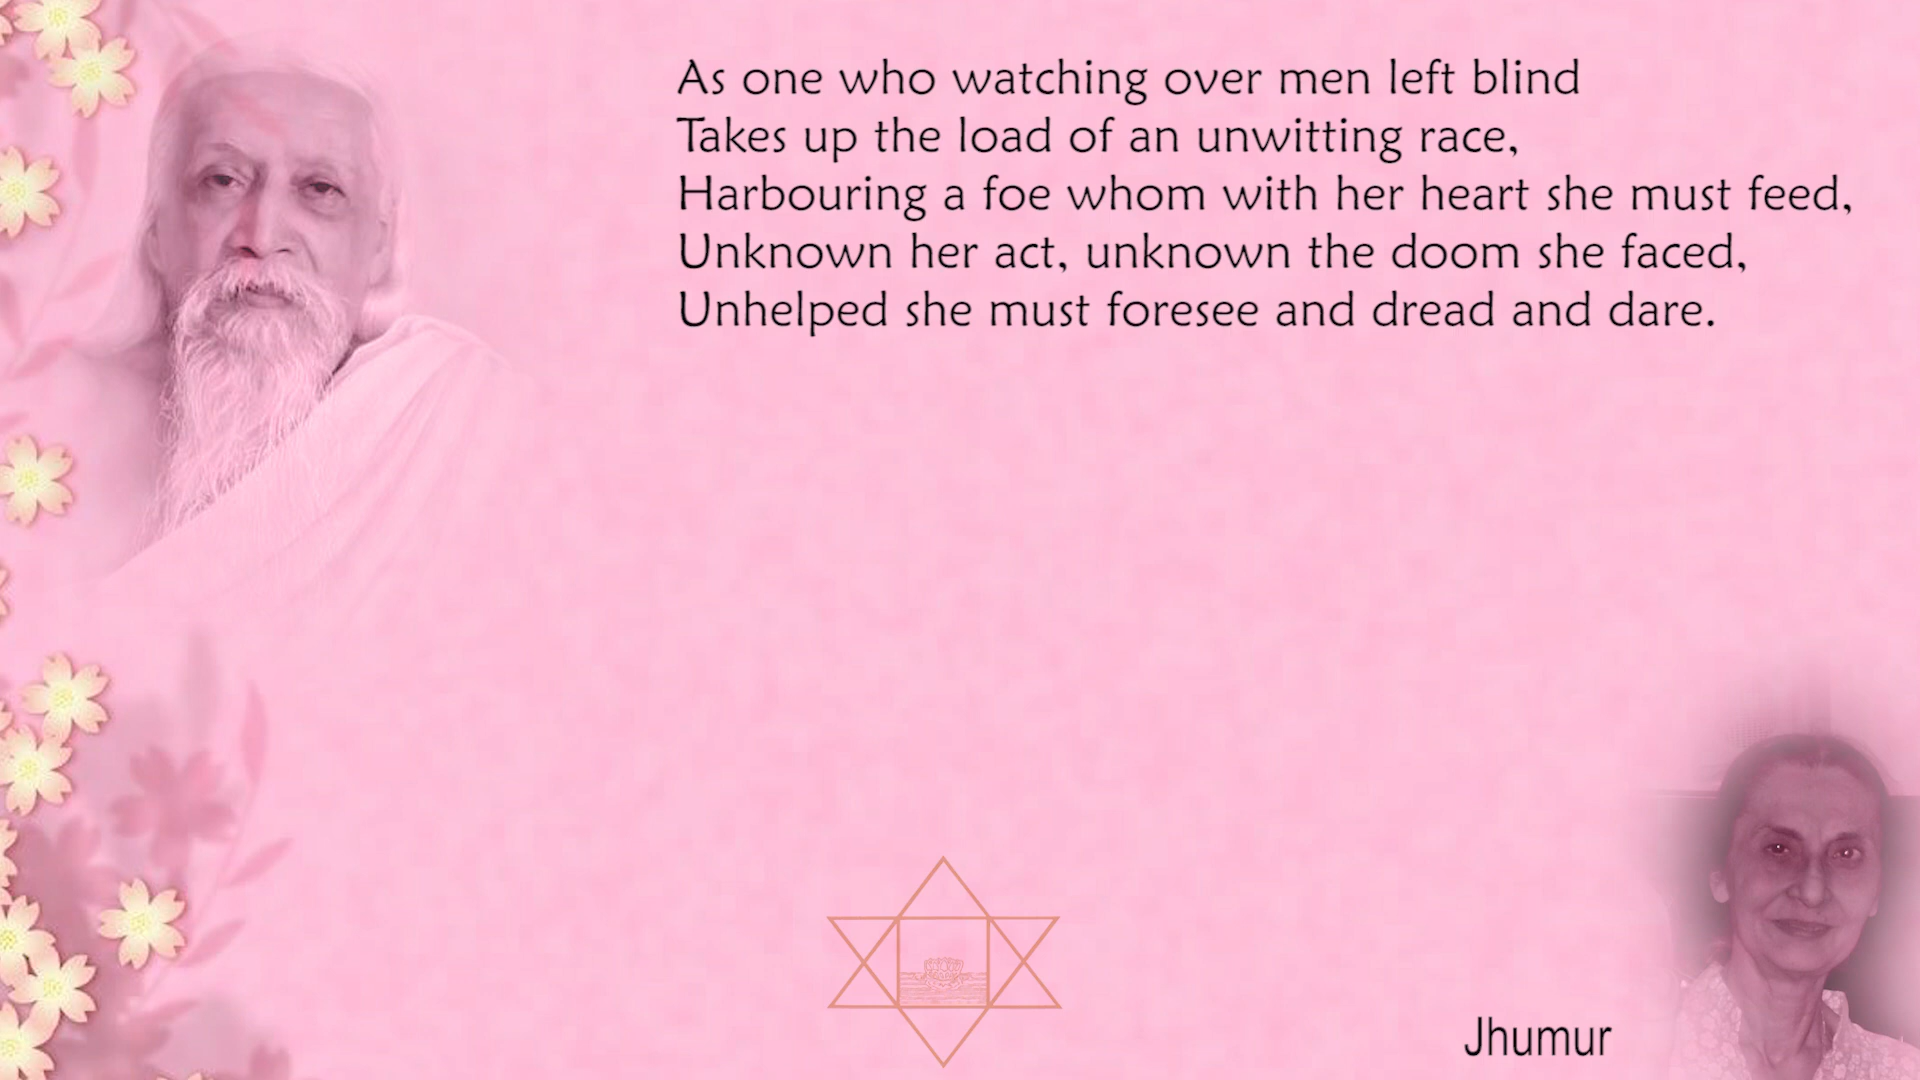 As one who watching over men left blind
Takes up the load of an unwitting race,
Harbouring a foe whom with her heart she must feed,
Unknown her act, unknown the doom she faced,
Unhelped she must foresee and dread and dare.
Jhumur